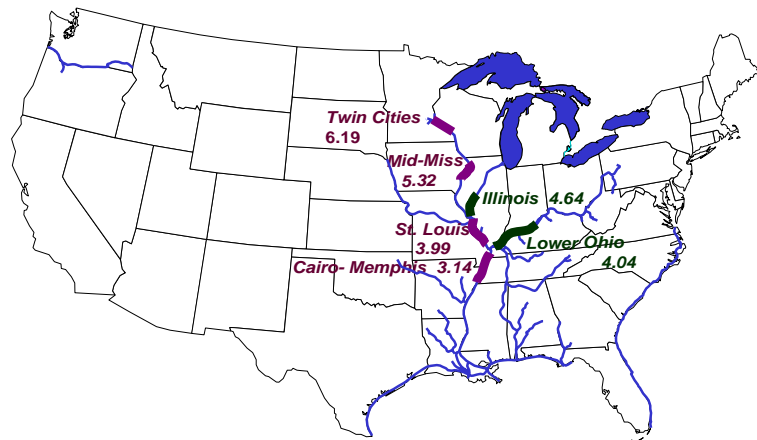 Twin Cities
6.19
Mid-Miss
5.32
Illinois 4.64
St. Louis
3.99
Lower Ohio
4.04
Cairo- Memphis 3.14